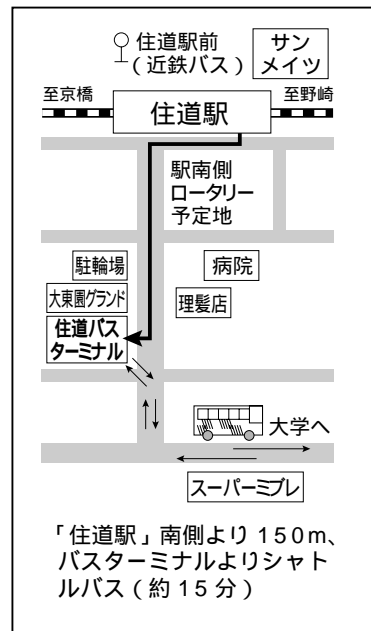 住道駅前
(近鉄バス)
サン
メイツ
至京橋
住道駅
至野崎
駅南側
ロータリー
予定地
駐輪場
病院
大東園グランド
理髪店
住道バス
ターミナル
大学へ
スーパーミブレ
「住道駅」南側より150m、
バスターミナルよりシャト
ルバス(約15分)